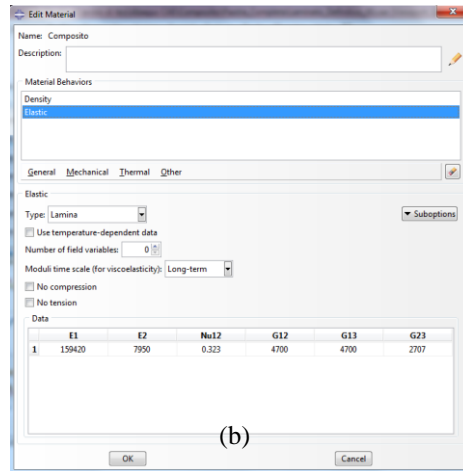 Edit Material
Name: Composito
Description:
Material Behaviors
Density
Elastic
General Mechanical Thermal Other
Elastic
Type: Lamina Suboptions
Use temperature-dependent data
Number of field variables: 0
Moduli time scale (for viscoelasticity): Long-term
No compression
No tension
Data
E1 E2 Nu12 G12 G13 G23
1 159420 7950 0.323 4700 4700 2707
(b)
OK Cancel